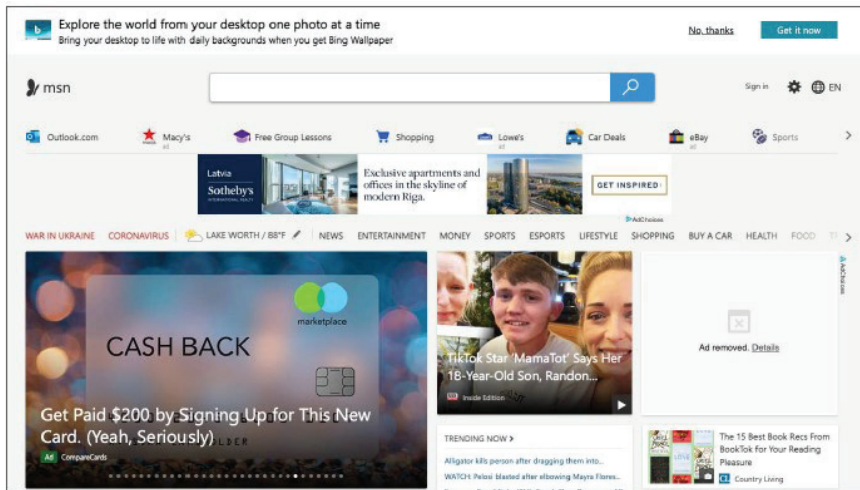 Explore the world from your desktop one photo at a time
Bring your desktop to life with daily backgrounds when you get Bing Wallpaper
No, thanks
Get it now
msn
Sign in
EN
Outlook.com
Macy's
ad
Free Group Lessons
Shopping
Lowe's
ad
Car Deals
eBay
ad
Sports
Latvia
Sotheby's
INTERNATIONAL REALTY
Exclusive apartments and
offices in the skyline of
modern Riga.
GET INSPIRED
AdChoices
WAR IN UKRAINE CORONAVIRUS LAKE WORTH / 88°F NEWS ENTERTAINMENT MONEY SPORTS ESPORTS LIFESTYLE SHOPPING BUY A CAR HEALTH FOOD
marketplace
CASH BACK
Get Paid $200 by Signing Up for This New
Card. (Yeah, Seriously)
Ad CompareCards
TikTok Star 'MamaTot' Says Her
18-Year-Old Son, Randon...
Inside Edition
Ad removed. Details
AdChoices
TRENDING NOW >
Alligator kills person after dragging them into...
WATCH: Pelosi blasted after elbowing Mayra Flores...
The 15 Best Book Recs From
BookTok for Your Reading
Pleasure
Country Living